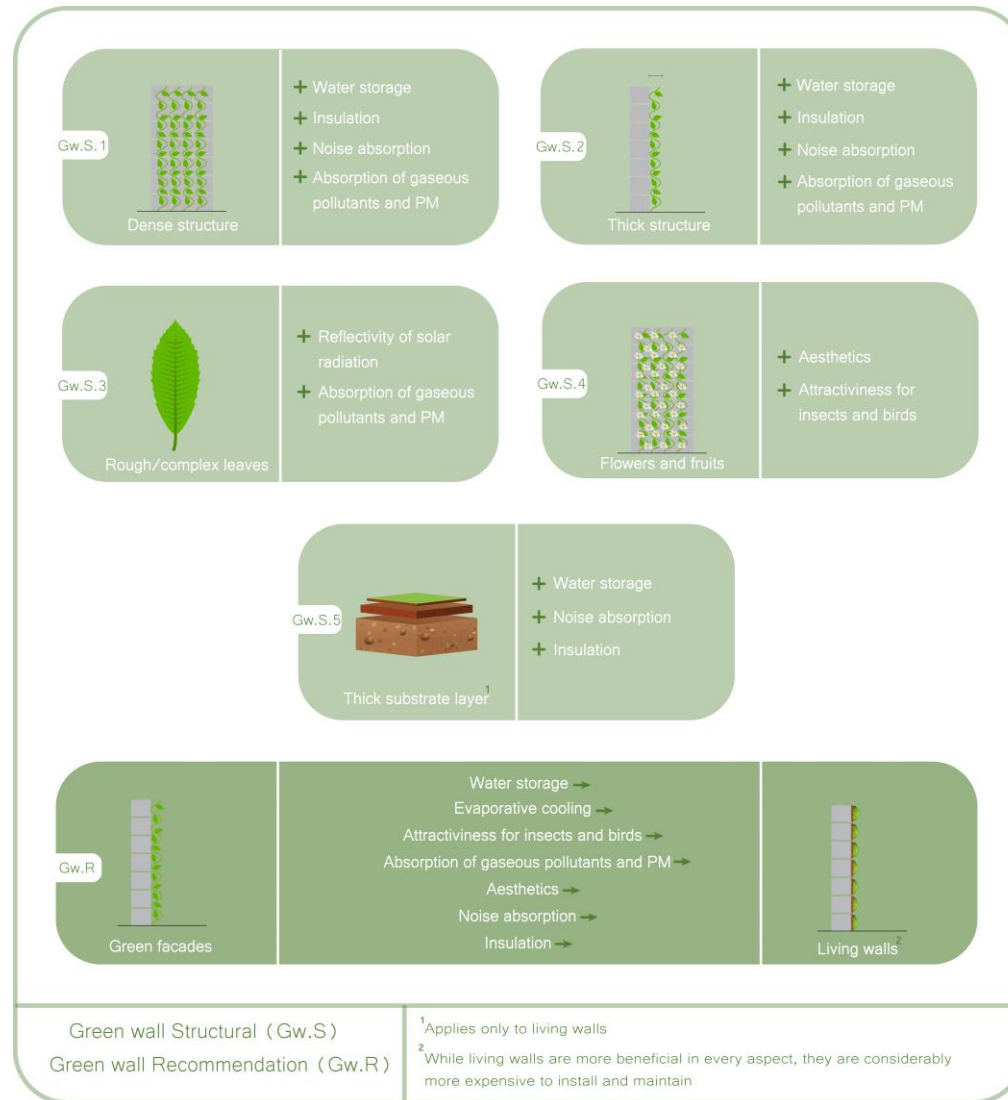 Gw.S.1
Dense structure
+ Water storage
+ Insulation
+ Noise absorption
+ Absorption of gaseous
pollutants and PM
Gw.S.2
Thick structure
+ Water storage
+ Insulation
+ Noise absorption
+ Absorption of gaseous
pollutants and PM
Gw.S.3
Rough/complex leaves
+ Reflectivity of solar
radiation
+ Absorption of gaseous
pollutants and PM
Gw.S.4
Flowers and fruits
+ Aesthetics
+ Attractiviness for
insects and birds
Gw.S.5
Thick substrate layer¹
+ Water storage
+ Noise absorption
+ Insulation
Gw.R
Green facades
Water storage →
Evaporative cooling →
Attractiviness for insects and birds →
Absorption of gaseous pollutants and PM →
Aesthetics →
Noise absorption →
Insulation →
Living walls²
Green wall Structural (Gw.S)
Green wall Recommendation (Gw.R)
¹Applies only to living walls
²While living walls are more beneficial in every aspect, they are considerably
more expensive to install and maintain